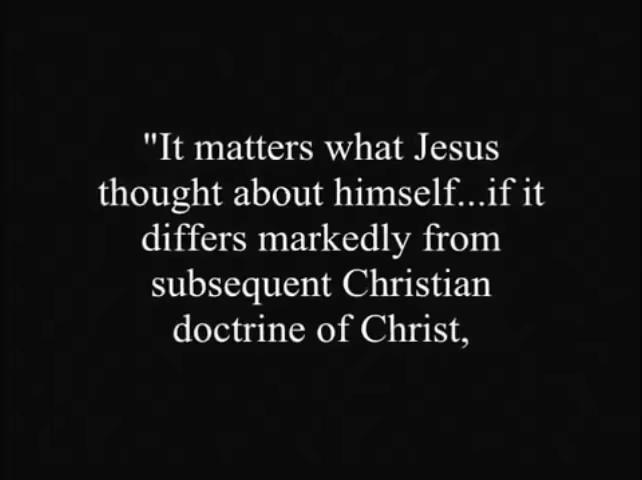 "It matters what Jesus
thought about himself...if it
differs markedly from
subsequent Christian
doctrine of Christ,